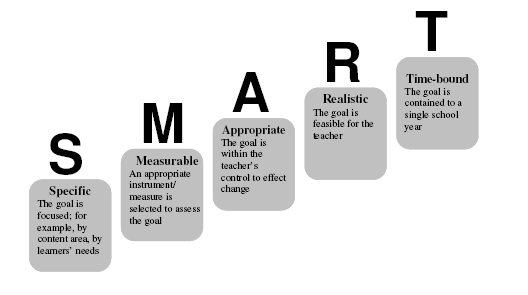 S
Specific
The goal is
focused; for
example, by
content area, by
learners' needs
M
Measurable
An appropriate
instrument/
measure is
selected to assess
the goal
A
Appropriate
The goal is
within the
teacher's
control to effect
change
R
Realistic
The goal is
feasible for the
teacher
T
Time-bound
The goal is
contained to a
single school
year